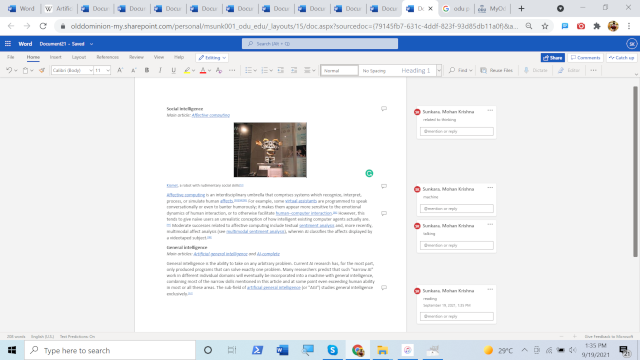 Word
Wikip
Docu
Docu
Docu
Docu
Docu
Docu
Docu
Docu
odu p
MyOD
olddominion-my.sharepoint.com/personal/msunk001_odu_edu/_layouts/15/doc.aspx?sourcedoc={79145fb7-631c-4ddf-823f-93d85db11a0f}&a...
Word
Document21 - Saved
Search (Alt + Q)
SK
File
Home
Insert
Layout
References
Review
View
Help
Editing
Share
Comments
Catch up
Calibri (Body)
11
Normal
No Spacing
Heading 1
Find
Reuse Files
Dictate
Editor
Social intelligence
Main article: Affective computing
Kismet, a robot with rudimentary social skills
Affective computing is an interdisciplinary umbrella that comprises systems which recognize, interpret,
process, or simulate human affects. For example, some virtual assistants are programmed to speak
conversationally or even to banter humorously; it makes them appear more sensitive to the emotional
dynamics of human interaction, or to otherwise facilitate human–computer interaction. However, this
tends to give naïve users an unrealistic conception of how intelligent existing computer agents actually are.
Moderate successes related to affective computing include textual sentiment analysis and, more recently,
multimodal affect analysis (see multimodal sentiment analysis), wherein AI classifies the affects displayed by
a videotaped subject.
General intelligence
Main articles: Artificial general intelligence and AI-complete
General intelligence is the ability to take on any arbitrary problem. Current AI research has, for the most part,
only produced programs that can solve exactly one problem. Many researchers predict that such "narrow AI"
work in different individual domains will eventually be incorporated into a machine with general intelligence,
combining most of the narrow skills mentioned in this article and at some point even exceeding human ability
in most or all these areas. The sub-field of artificial general intelligence (or "AGI") studies general intelligence
exclusively.
Sunkara, Mohan Krishna
related to thinking
@mention or reply
Sunkara, Mohan Krishna
machine
@mention or reply
Sunkara, Mohan Krishna
talking
@mention or reply
Sunkara, Mohan Krishna
reading
September 19, 2021, 1:35 PM
@mention or reply
English (U.S.)
Text Predictions: On
100%
Give Feedback to Microsoft
Type here to search
29°C
1:35 PM
9/19/2021